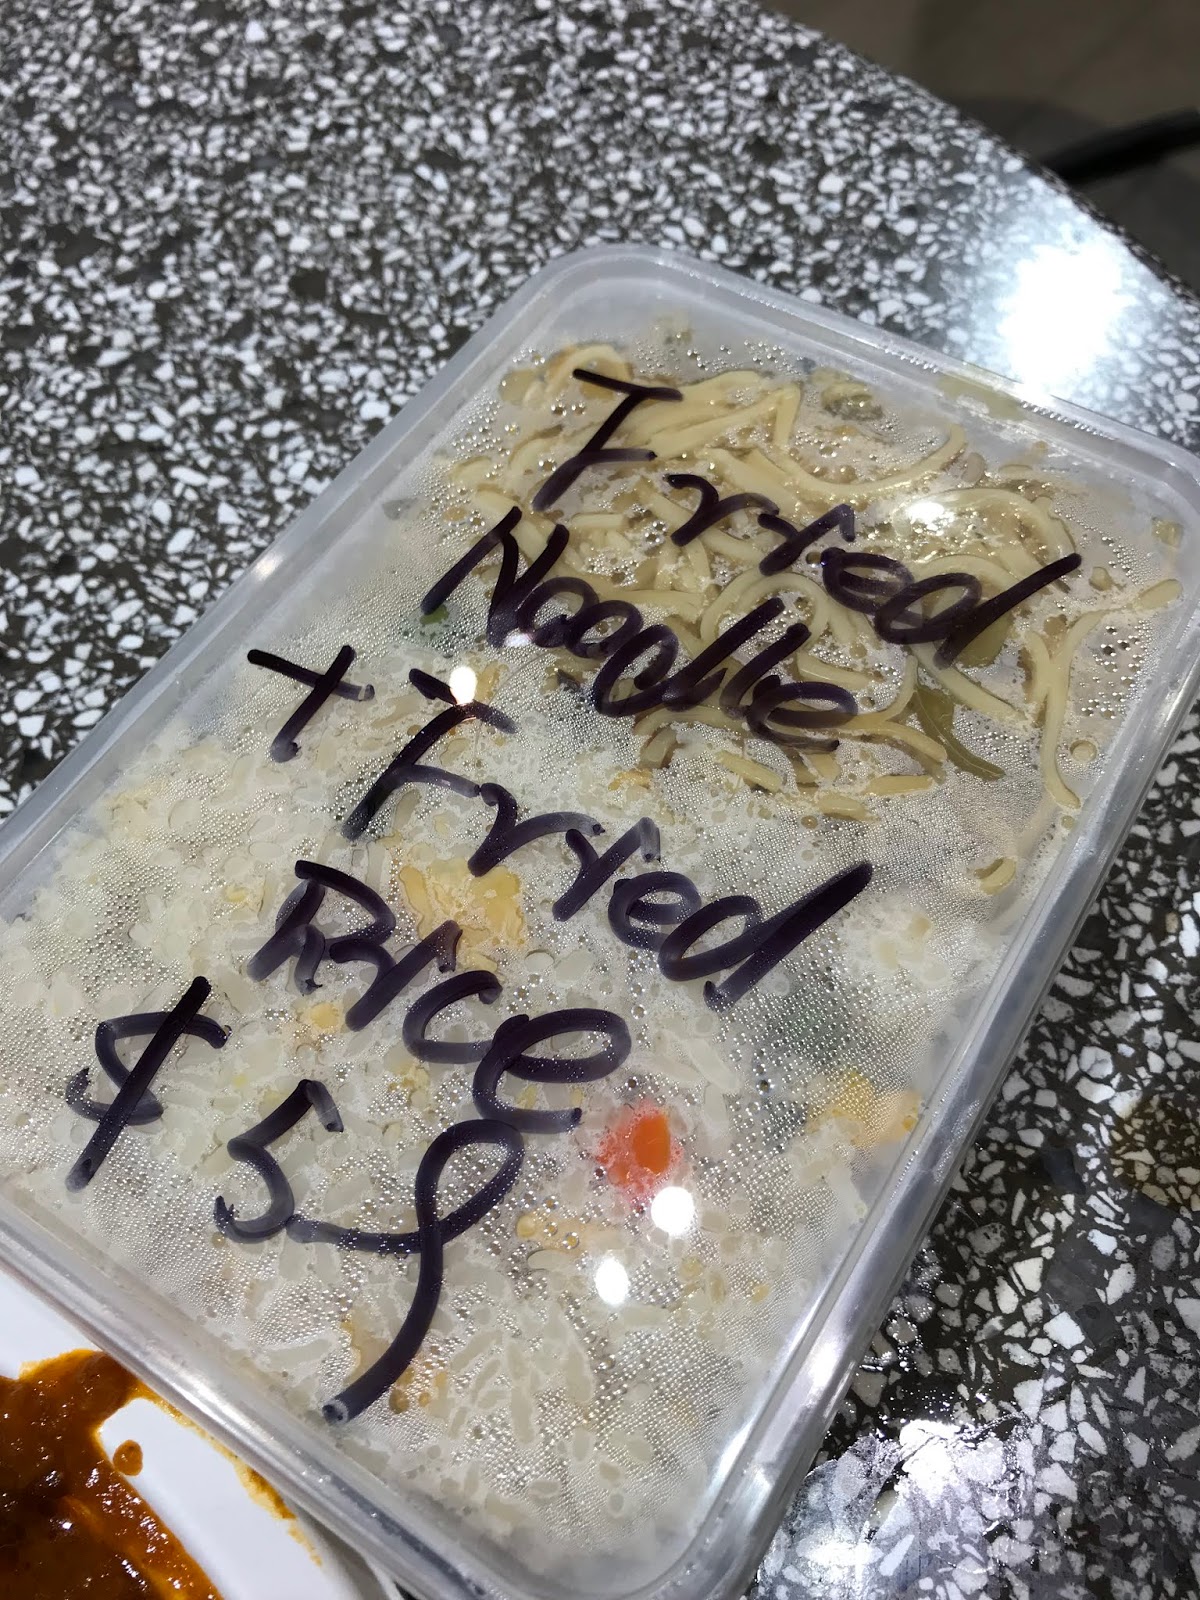 Fried
Noodle
+ Fried
Rice
$ 5